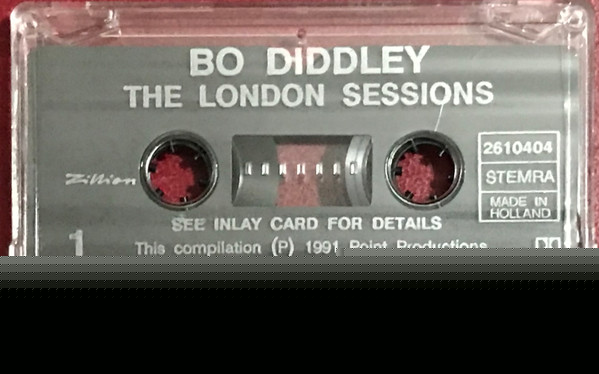 BO DIDDLEY
THE LONDON SESSIONS
2610404
STEMRA
MADE IN
HOLLAND
Zillion
SEE INLAY CARD FOR DETAILS
1
This compilation (P) 1991 Point Productions